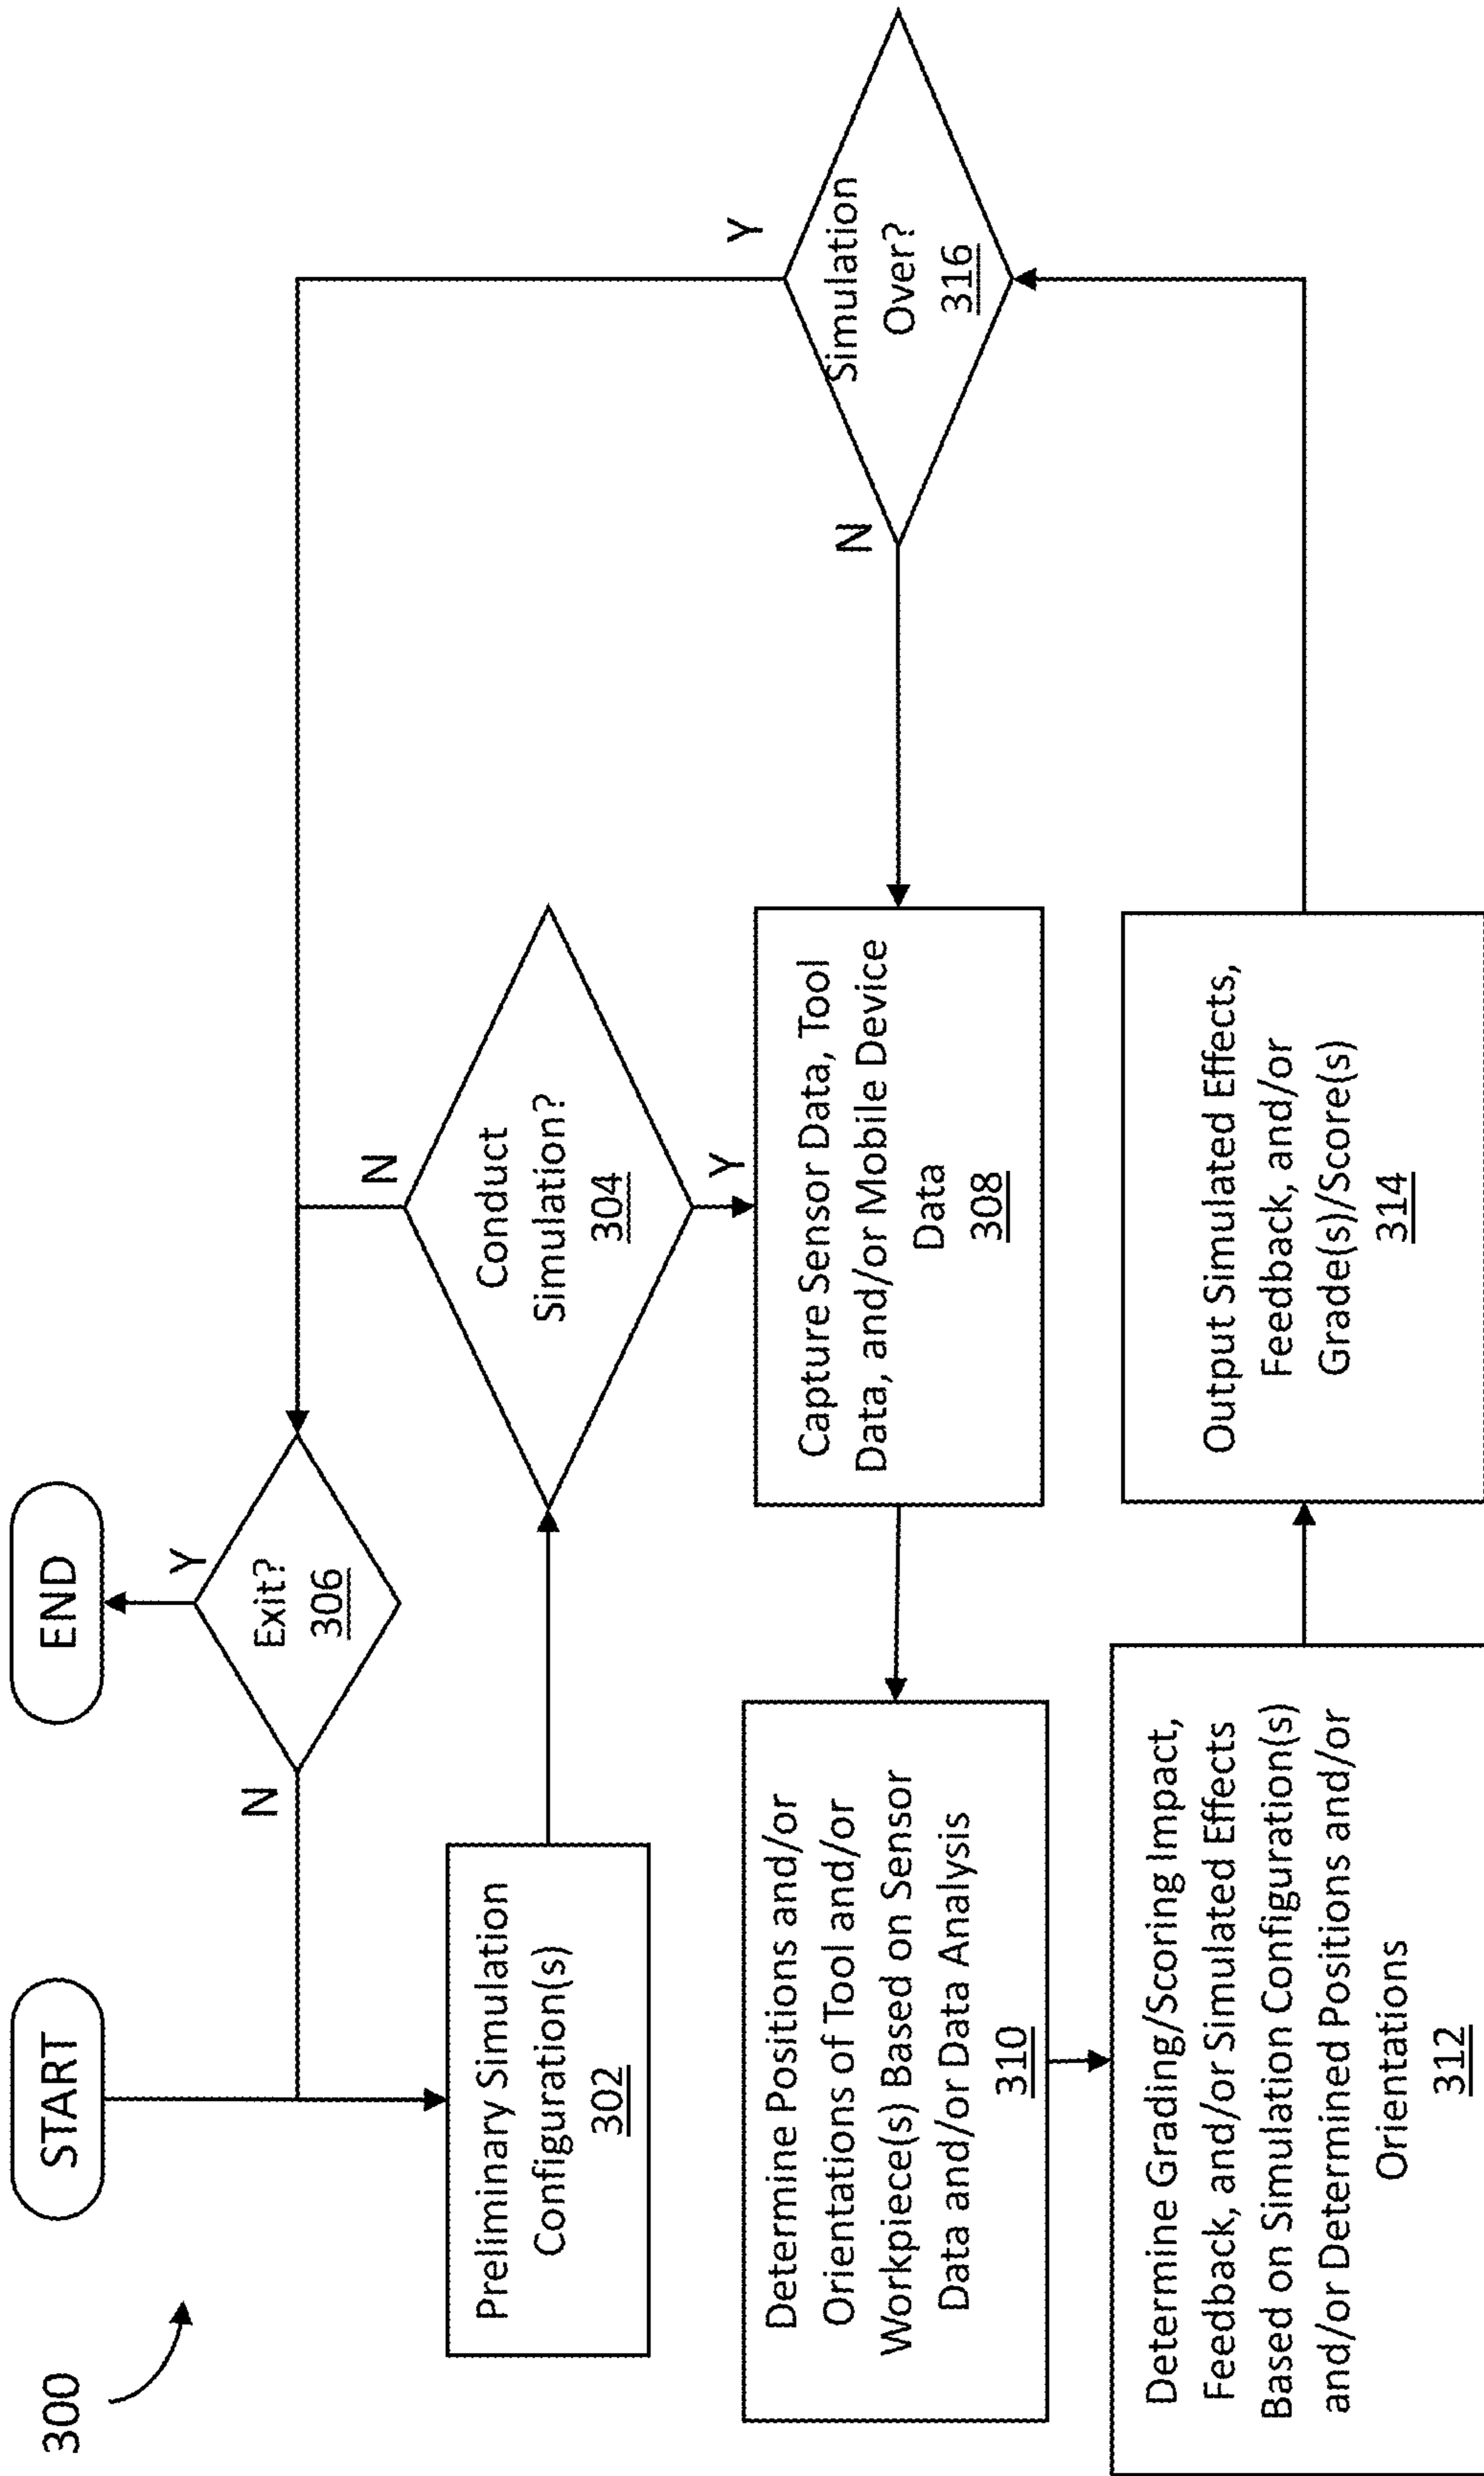 300
START
END
Exit?
306
Y
N
Preliminary Simulation
Configuration(s)
302
Conduct
Simulation?
304
N
Y
Capture Sensor Data, Tool
Data, and/or Mobile Device
Data
308
Determine Positions and/or
Orientations of Tool and/or
Workpiece(s) Based on Sensor
Data and/or Data Analysis
310
Determine Grading/Scoring Impact,
Feedback, and/or Simulated Effects
Based on Simulation Configuration(s)
and/or Determined Positions and/or
Orientations
312
Output Simulated Effects,
Feedback, and/or
Grade(s)/Score(s)
314
Simulation
Over?
316
Y
N